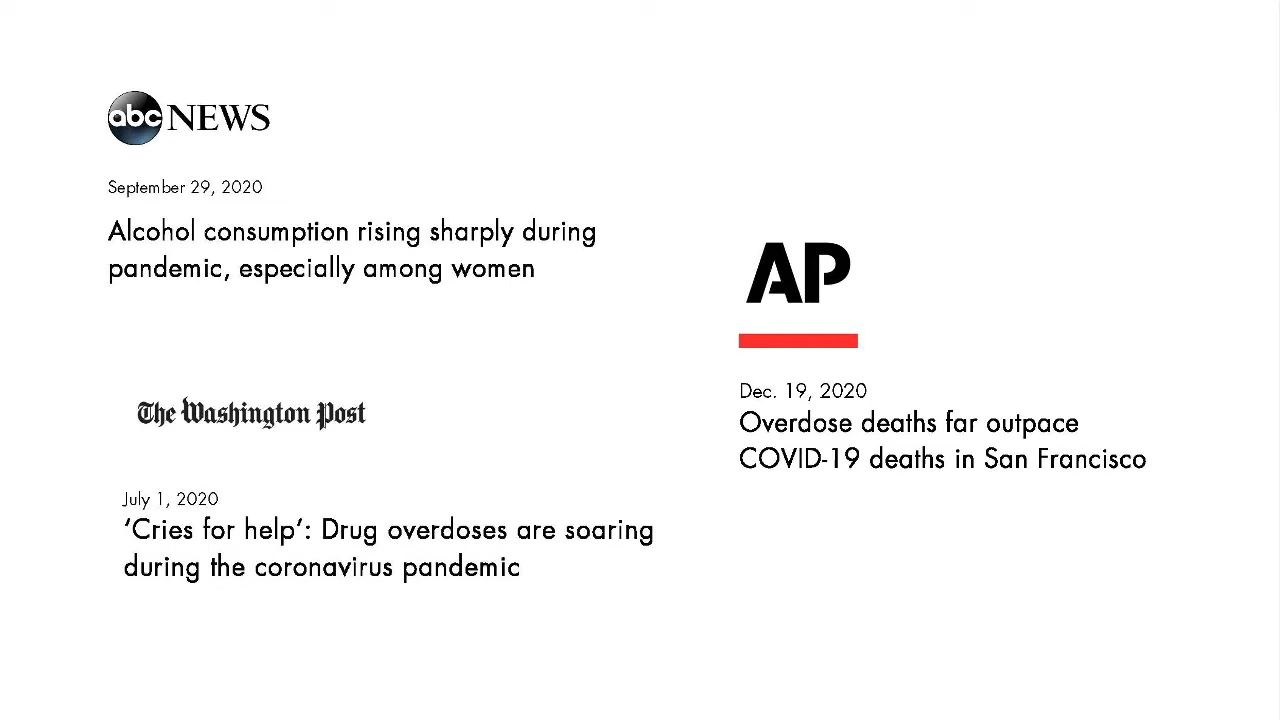 abc NEWS
September 29, 2020
Alcohol consumption rising sharply during
pandemic, especially among women
The Washington Post
July 1, 2020
‘Cries for help’: Drug overdoses are soaring
during the coronavirus pandemic
AP
Dec. 19, 2020
Overdose deaths far outpace
COVID-19 deaths in San Francisco